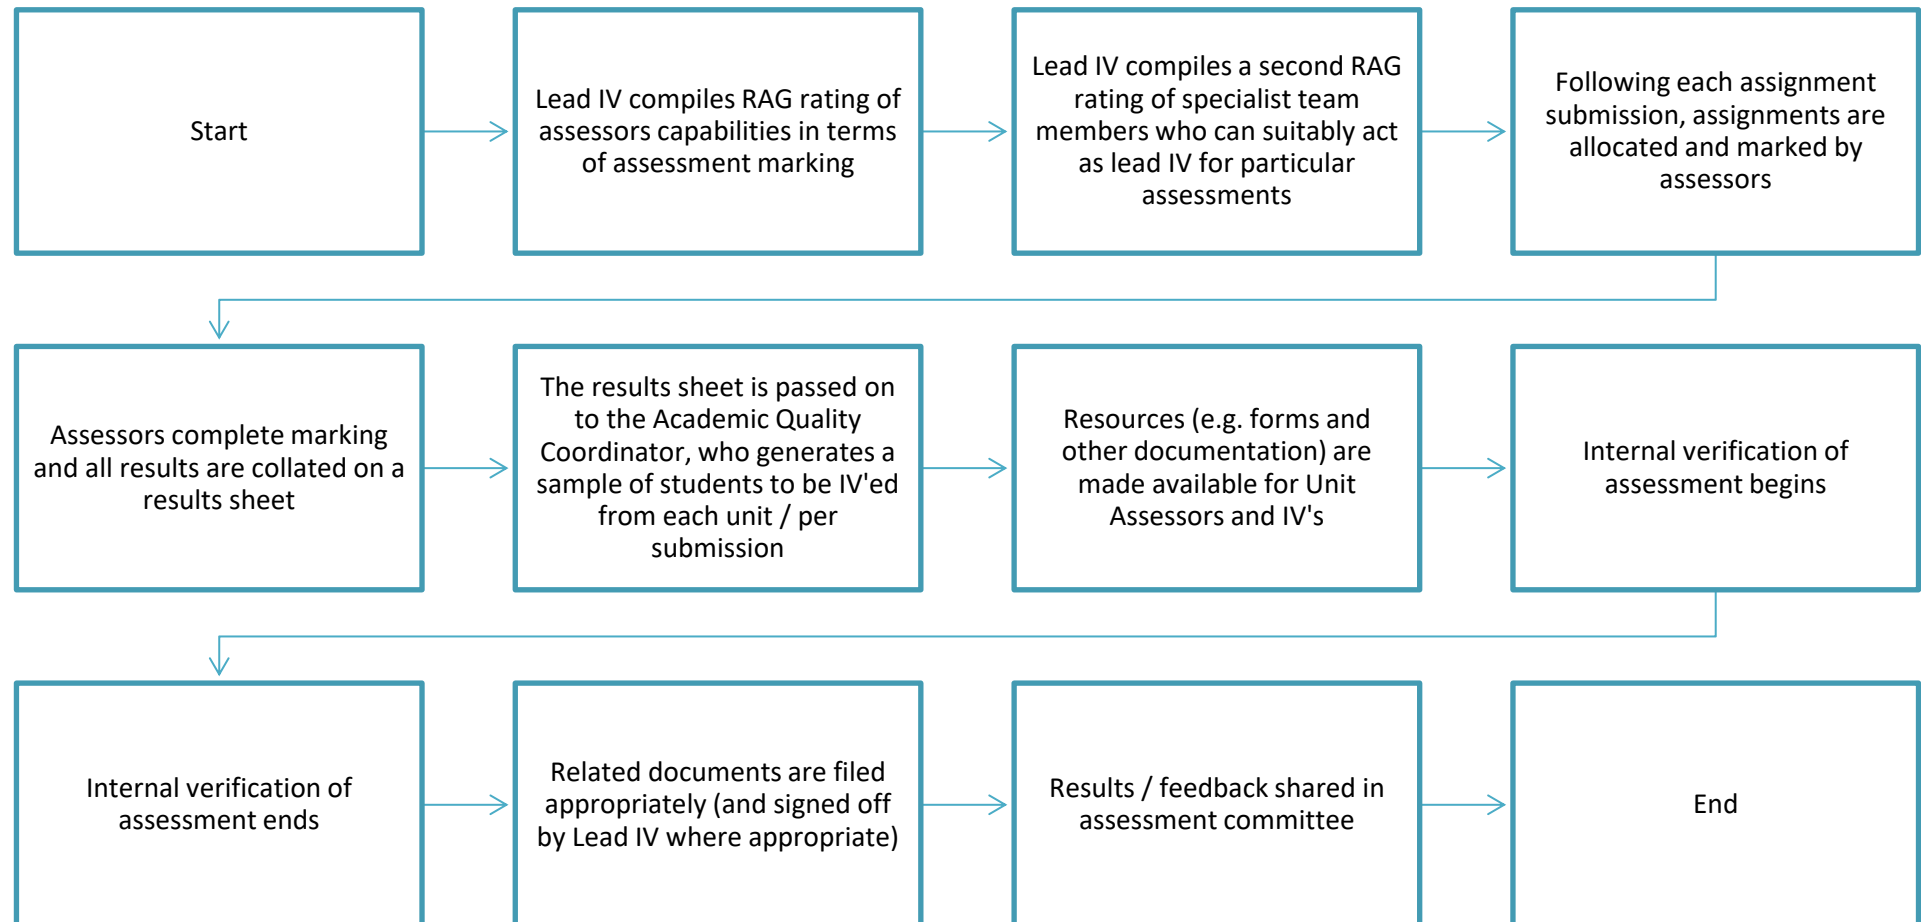 Start
Lead IV compiles RAG rating of
assessors capabilities in terms
of assessment marking
Lead IV compiles a second RAG
rating of specialist team
members who can suitably act
as lead IV for particular
assessments
Following each assignment
submission, assignments are
allocated and marked by
assessors
Assessors complete marking
and all results are collated on a
results sheet
The results sheet is passed on
to the Academic Quality
Coordinator, who generates a
sample of students to be IV'ed
from each unit / per
submission
Resources (e.g. forms and
other documentation) are
made available for Unit
Assessors and IV's
Internal verification of
assessment begins
Internal verification of
assessment ends
Related documents are filed
appropriately (and signed off
by Lead IV where appropriate)
Results / feedback shared in
assessment committee
End